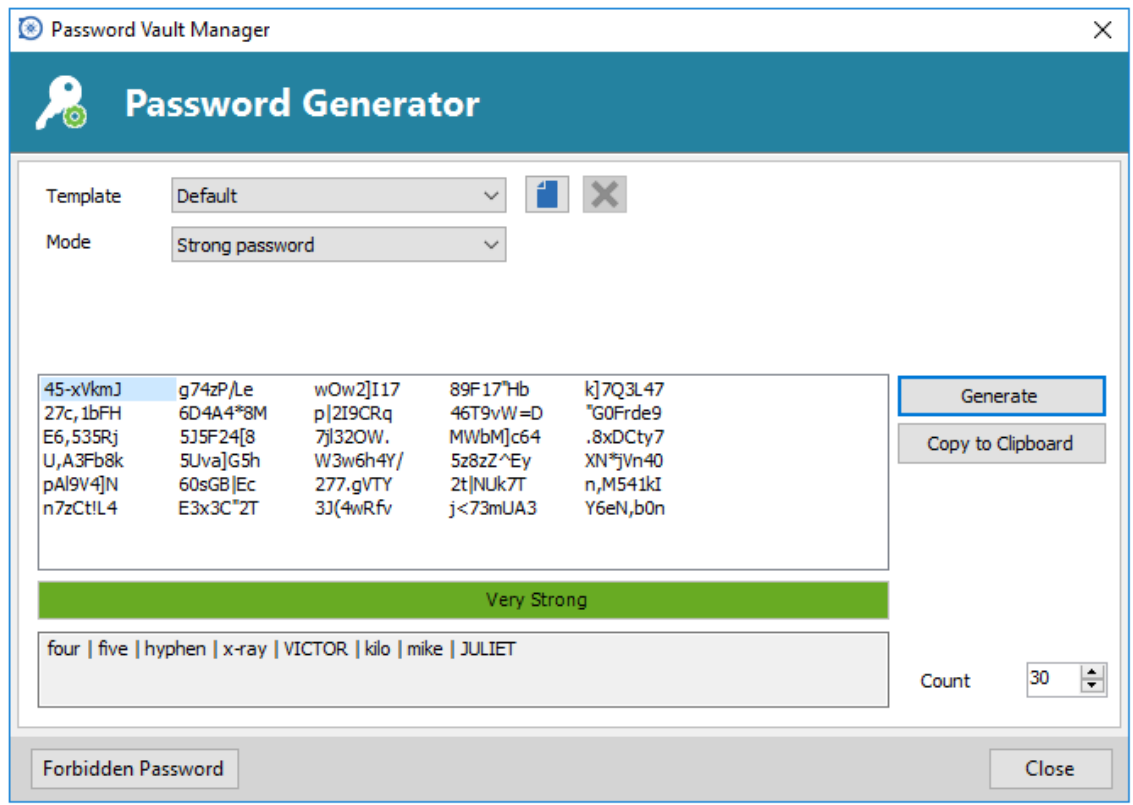 Password Vault Manager
Password Generator
Template Default
Mode Strong password
45-xVkmJ g74zP/Le wOw2]I17 89F17"Hb k]7Q3L47
27c,1bFH 6D4A4*8M p|2I9CRq 46T9vW=D "G0Frde9
E6,535Rj 5J5F24[8 7jl32OW. MWbM]c64 .8xDCty7
U,A3Fb8k 5Uva]G5h W3w6h4Y/ 5z8zZ^Ey XN*jVn40
pAl9V4]N 60sGB|Ec 277.gVTY 2t|NUk7T n,M541kI
n7zCt!L4 E3x3C"2T 3J(4wRfv j<73mUA3 Y6eN,b0n
Generate
Copy to Clipboard
Very Strong
four | five | hyphen | x-ray | VICTOR | kilo | mike | JULIET
Count 30
Forbidden Password Close